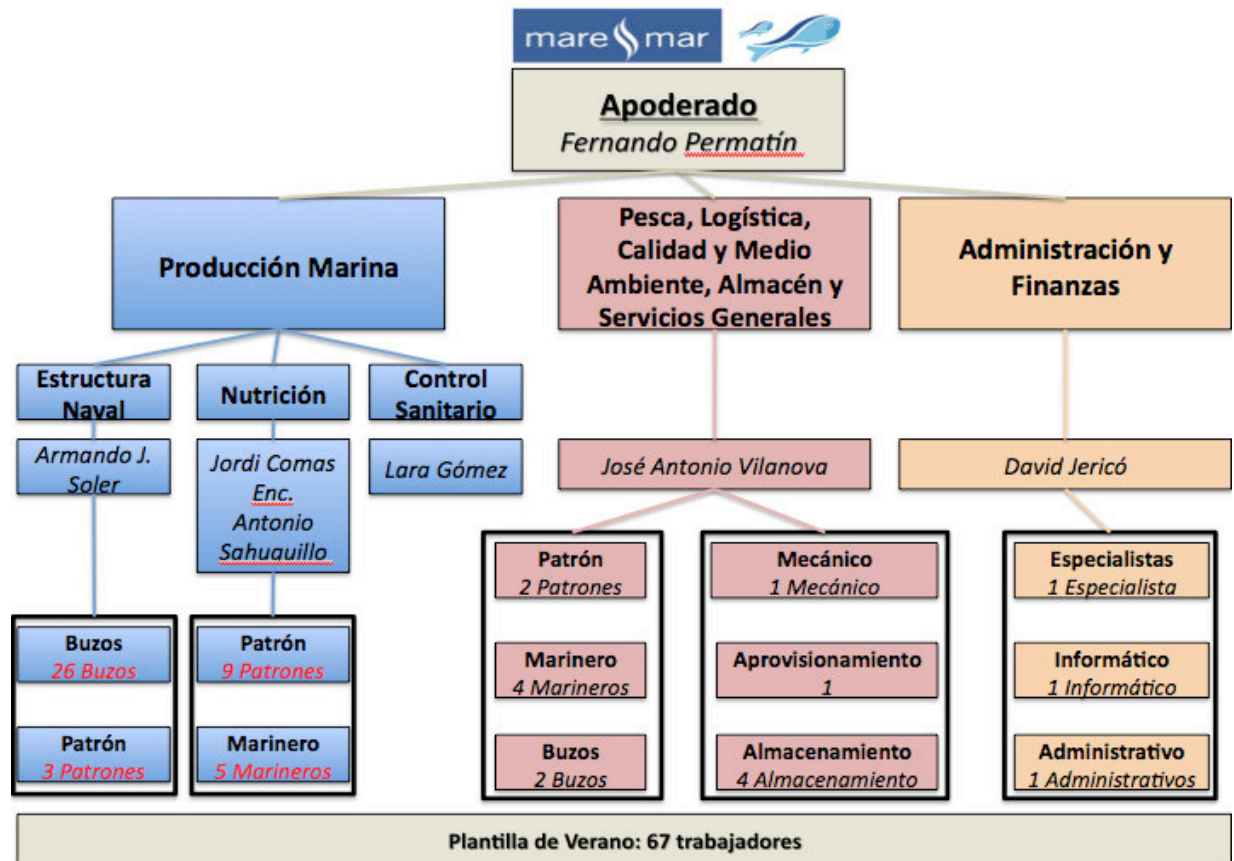 mare mar
Apoderado
Fernando Permatín
Producción Marina
Pesca, Logística,
Calidad y Medio
Ambiente, Almacén y
Servicios Generales
Administración y
Finanzas
Estructura
Naval
Nutrición
Control
Sanitario
Armando J.
Soler
Jordi Comas
Enc.
Antonio
Sahuquillo
Lara Gómez
José Antonio Vilanova
David Jericó
Buzos
26 Buzos
Patrón
3 Patrones
Patrón
9 Patrones
Marinero
5 Marineros
Patrón
2 Patrones
Marinero
4 Marineros
Buzos
2 Buzos
Mecánico
1 Mecánico
Aprovisionamiento
1
Almacenamiento
4 Almacenamiento
Especialistas
1 Especialista
Informático
1 Informático
Administrativo
1 Administrativos
Plantilla de Verano: 67 trabajadores